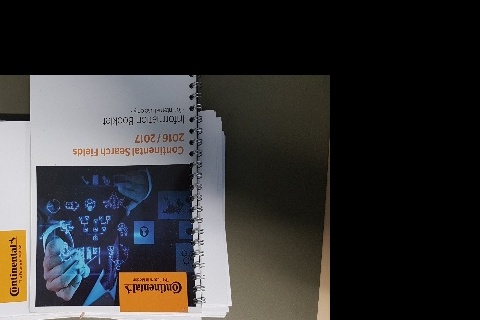 Continental
Continental Search Fields
2016 / 2017
Information Booklet
Continental